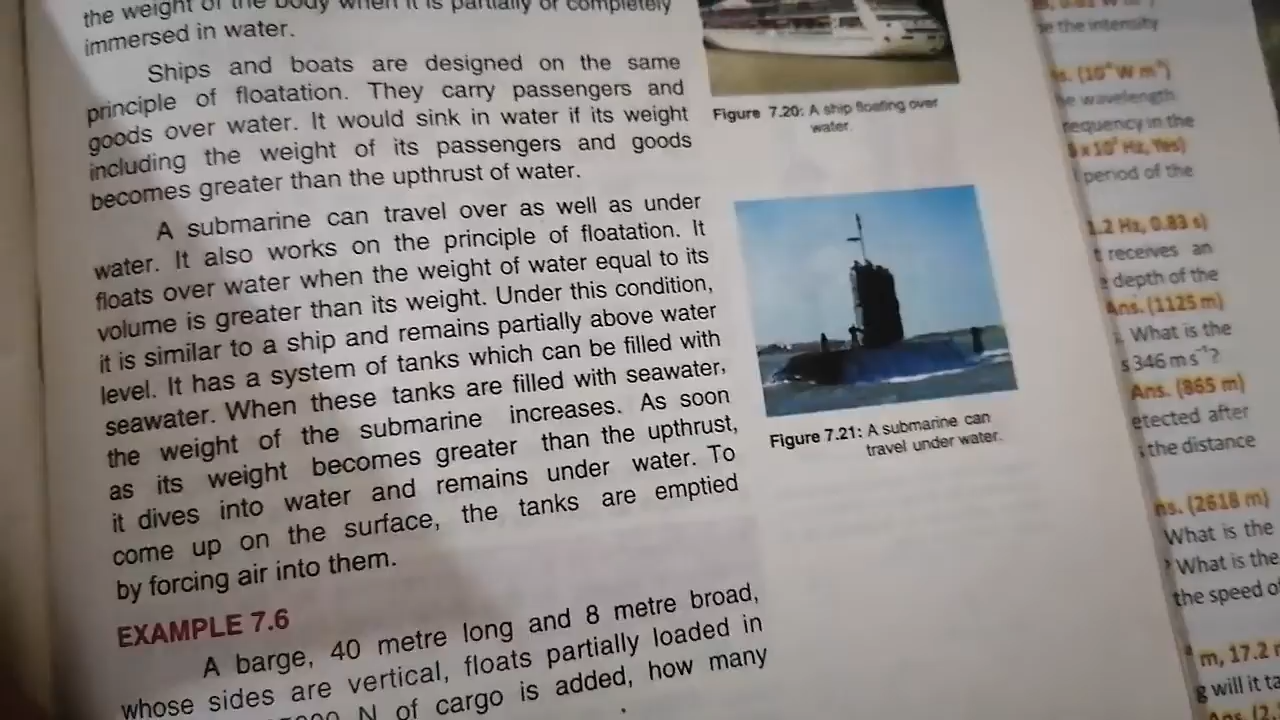 the weight of the body when it is partially or completely
immersed in water.
Ships and boats are designed on the same
principle of floatation. They carry passengers and
goods over water. It would sink in water if its weight
including the weight of its passengers and goods
becomes greater than the upthrust of water.
A submarine can travel over as well as under
water. It also works on the principle of floatation. It
floats over water when the weight of water equal to its
volume is greater than its weight. Under this condition,
it is similar to a ship and remains partially above water
level. It has a system of tanks which can be filled with
seawater. When these tanks are filled with seawater,
the weight of the submarine increases. As soon
as its weight becomes greater than the upthrust,
it dives into water and remains under water. To
come up on the surface, the tanks are emptied
by forcing air into them.
EXAMPLE 7.6
A barge, 40 metre long and 8 metre broad,
whose sides are vertical, floats partially loaded in
N of cargo is added, how many
Figure 7.20: A ship floating over
water.
Figure 7.21: A submarine can
travel under water.
the intensity
wavelength
requency in the
Hz, Yes)
period of the
1.2 Hz, 0.83 s)
receives an
depth of the
Ans. (1125 m)
What is the
346 m s⁻¹?
Ans. (865 m)
etected after
the distance
ns. (2618 m)
What is the
What is the
the speed
m, 17.2
will it